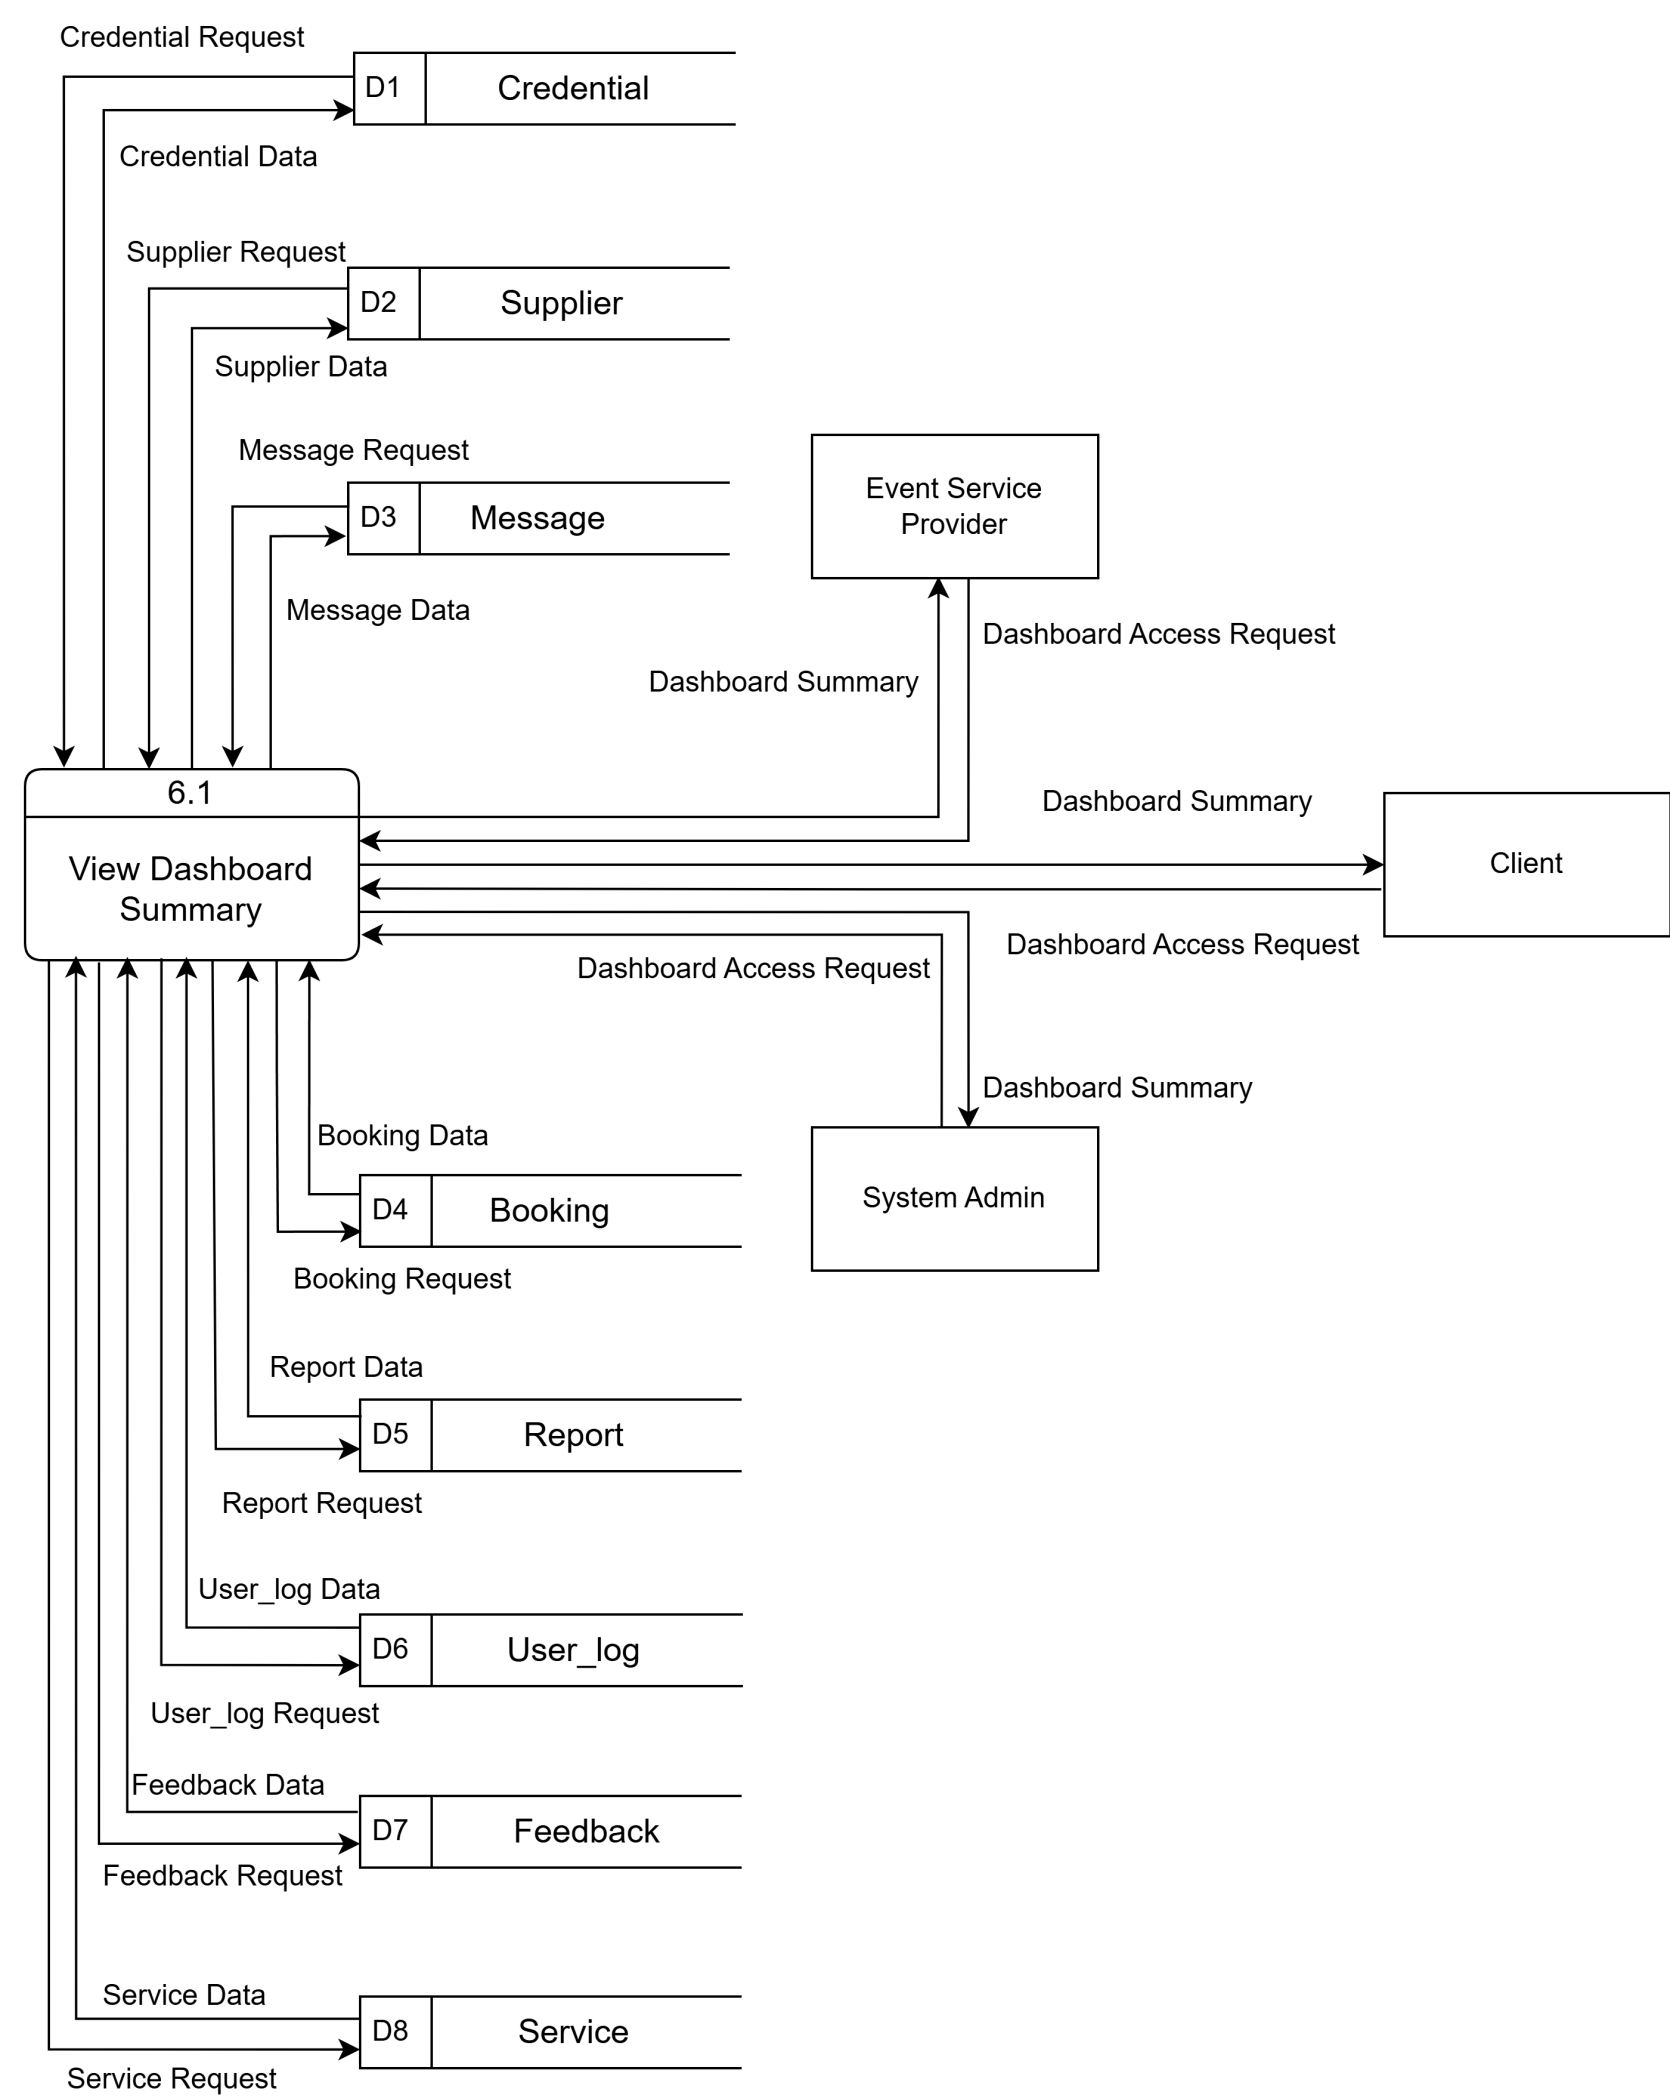 Credential Request
D1
Credential
Credential Data
Supplier Request
D2
Supplier
Supplier Data
Message Request
D3
Message
Message Data
Event Service
Provider
Dashboard Access Request
Dashboard Summary
6.1
View Dashboard
Summary
Dashboard Summary
Client
Dashboard Access Request
Dashboard Access Request
Dashboard Summary
System Admin
Booking Data
D4
Booking
Booking Request
Report Data
D5
Report
Report Request
User_log Data
D6
User_log
User_log Request
Feedback Data
D7
Feedback
Feedback Request
Service Data
D8
Service
Service Request